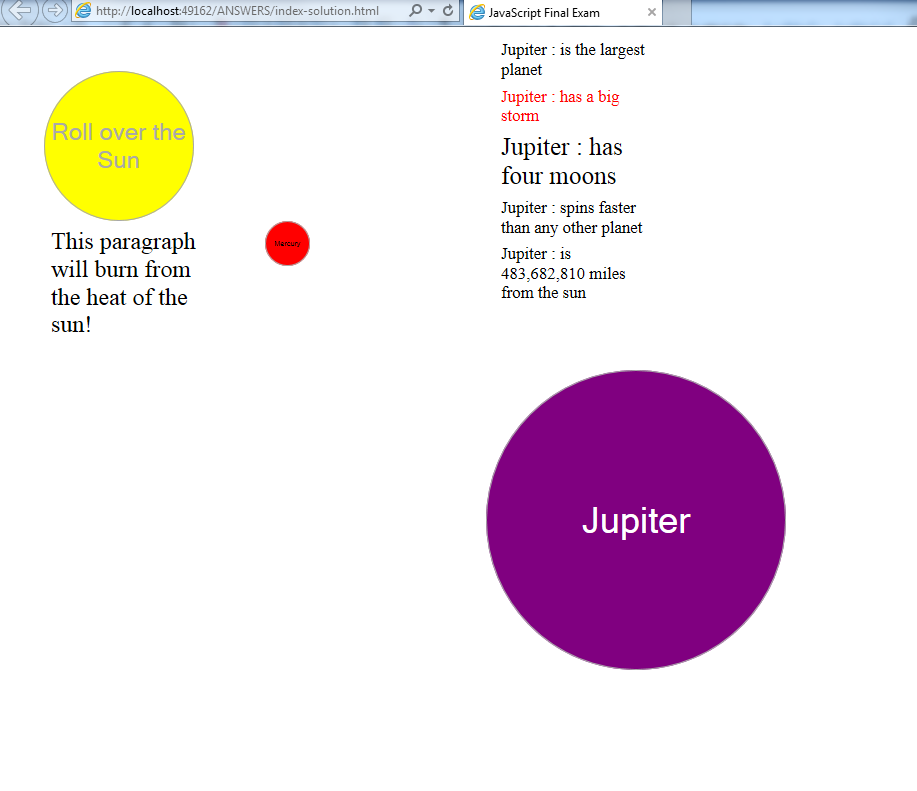 http://localhost:49162/ANSWERS/index-solution.html
JavaScript Final Exam
Roll over the
Sun
This paragraph
will burn from
the heat of the
sun!
Mercury
Jupiter : is the largest
planet
Jupiter : has a big
storm
Jupiter : has
four moons
Jupiter : spins faster
than any other planet
Jupiter : is
483,682,810 miles
from the sun
Jupiter